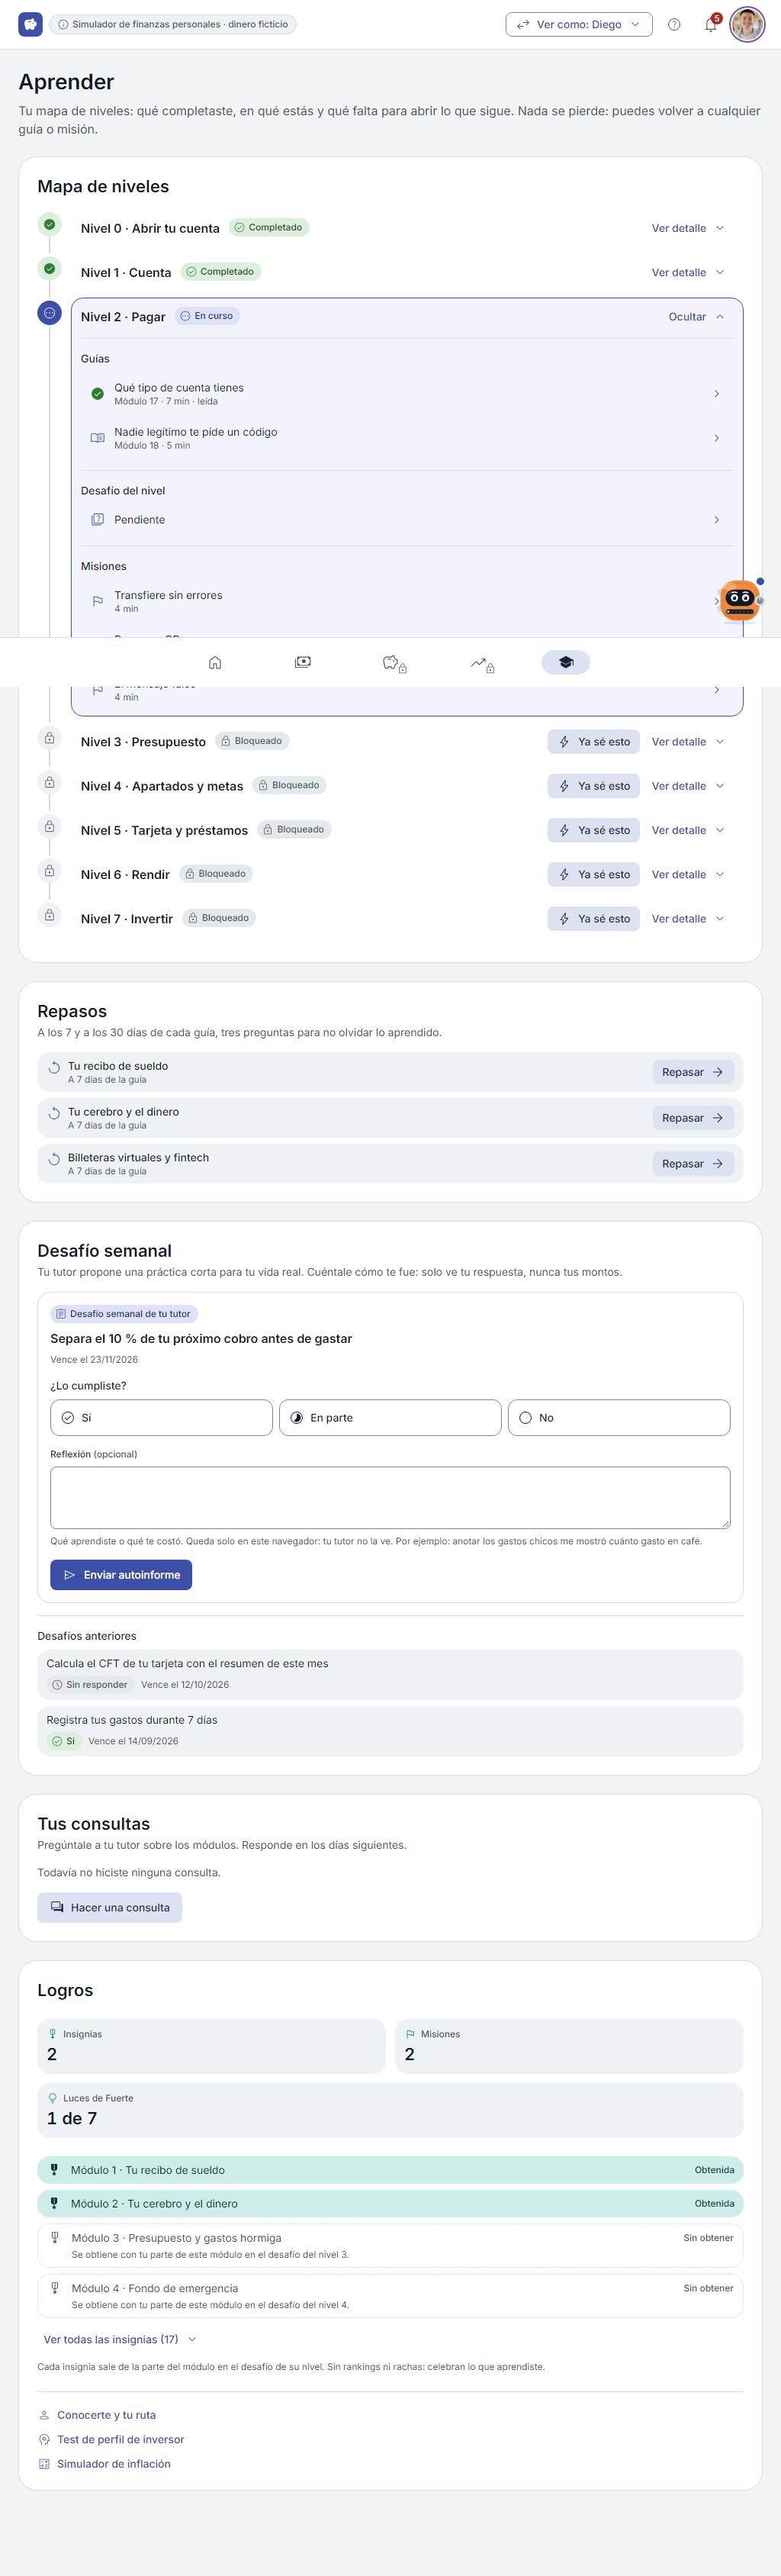 Simulador de finanzas personales · dinero ficticio
Ver como: Diego
5
Aprender
Tu mapa de niveles: qué completaste, en qué estás y qué falta para abrir lo que sigue. Nada se pierde: puedes volver a cualquier
guía o misión.
Mapa de niveles
Nivel 0 · Abrir tu cuenta
Completado
Ver detalle
Nivel 1 · Cuenta
Completado
Ver detalle
Nivel 2 · Pagar
En curso
Ocultar
Guías
Qué tipo de cuenta tienes
Módulo 17 · 7 min · leída
Nadie legítimo te pide un código
Módulo 18 · 5 min
Desafío del nivel
Pendiente
Misiones
Transfiere sin errores
4 min
4 min
Nivel 3 · Presupuesto
Bloqueado
Ya sé esto
Ver detalle
Nivel 4 · Apartados y metas
Bloqueado
Ya sé esto
Ver detalle
Nivel 5 · Tarjeta y préstamos
Bloqueado
Ya sé esto
Ver detalle
Nivel 6 · Rendir
Bloqueado
Ya sé esto
Ver detalle
Nivel 7 · Invertir
Bloqueado
Ya sé esto
Ver detalle
Repasos
A los 7 y a los 30 días de cada guía, tres preguntas para no olvidar lo aprendido.
Tu recibo de sueldo
A 7 días de la guía
Repasar
Tu cerebro y el dinero
A 7 días de la guía
Repasar
Billeteras virtuales y fintech
A 7 días de la guía
Repasar
Desafío semanal
Tu tutor propone una práctica corta para tu vida real. Cuéntale cómo te fue: solo ve tu respuesta, nunca tus montos.
Desafío semanal de tu tutor
Separa el 10 % de tu próximo cobro antes de gastar
Vence el 23/11/2026
¿Lo cumpliste?
Sí
En parte
No
Reflexión (opcional)
Qué aprendiste o qué te costó. Queda solo en este navegador: tu tutor no la ve. Por ejemplo: anotar los gastos chicos me mostró cuánto gasto en café.
Enviar autoinforme
Desafíos anteriores
Calcula el CFT de tu tarjeta con el resumen de este mes
Sin responder
Vence el 12/10/2026
Registra tus gastos durante 7 días
Sí
Vence el 14/09/2026
Tus consultas
Pregúntale a tu tutor sobre los módulos. Responde en los días siguientes.
Todavía no hiciste ninguna consulta.
Hacer una consulta
Logros
Insignias
2
Misiones
2
Luces de Fuerte
1 de 7
Módulo 1 · Tu recibo de sueldo
Obtenida
Módulo 2 · Tu cerebro y el dinero
Obtenida
Módulo 3 · Presupuesto y gastos hormiga
Sin obtener
Se obtiene con tu parte de este módulo en el desafío del nivel 3.
Módulo 4 · Fondo de emergencia
Sin obtener
Se obtiene con tu parte de este módulo en el desafío del nivel 4.
Ver todas las insignias (17)
Cada insignia sale de la parte del módulo en el desafío de su nivel. Sin rankings ni rachas: celebran lo que aprendiste.
Conocerte y tu ruta
Test de perfil de inversor
Simulador de inflación